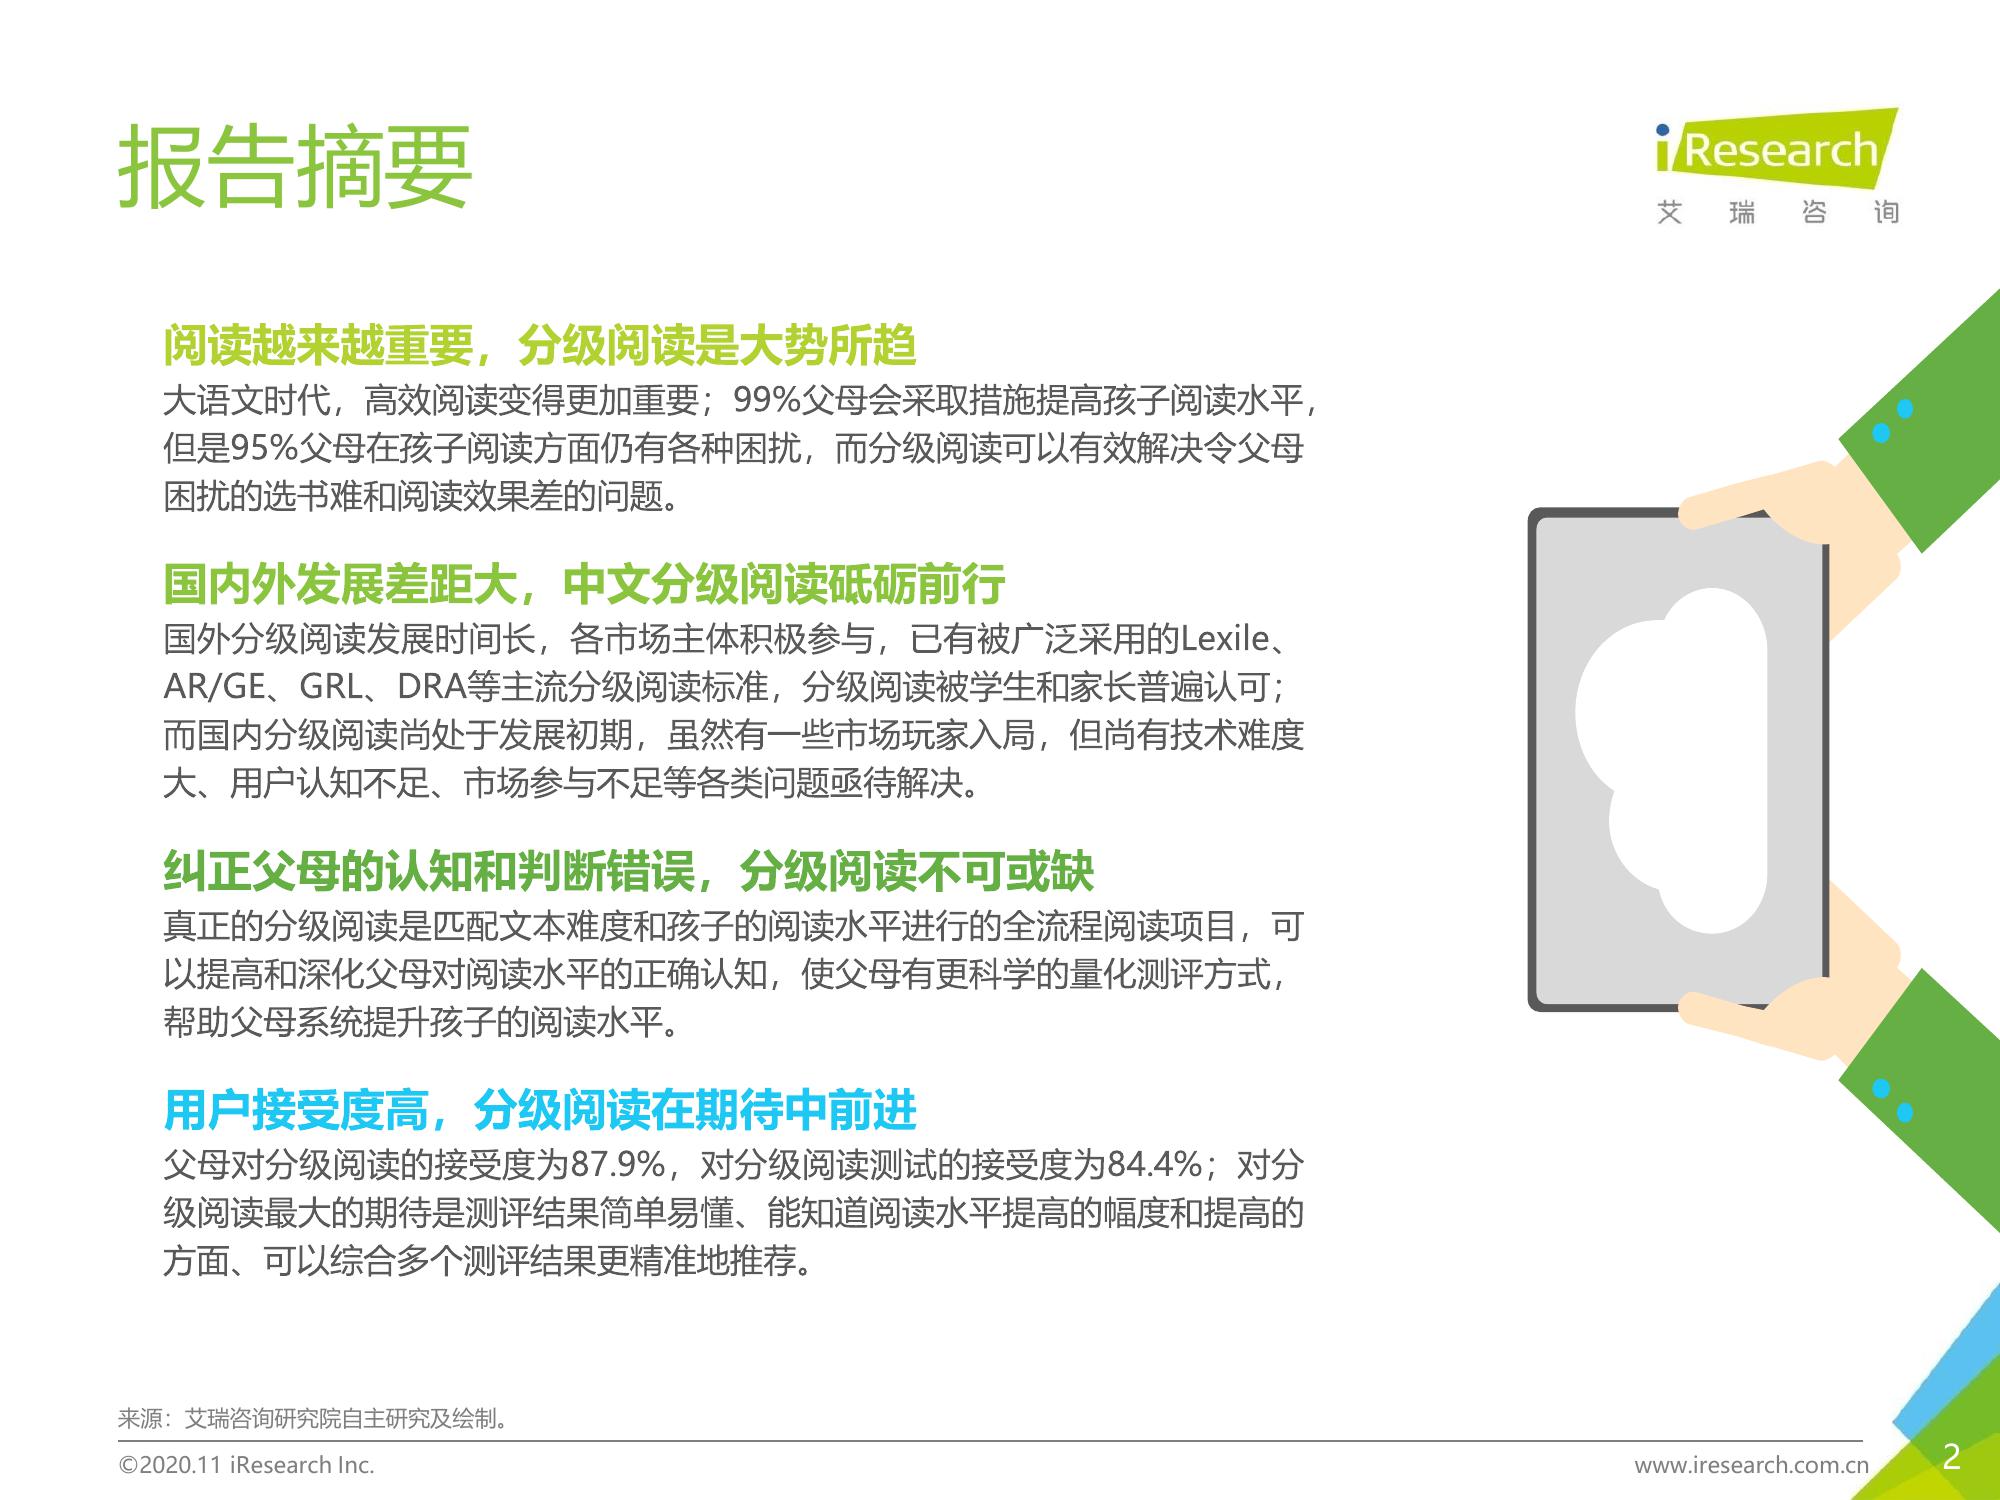 报告摘要
iResearch
艾瑞咨询
阅读越来越重要，分级阅读是大势所趋
大语文时代，高效阅读变得更加重要；99%父母会采取措施提高孩子阅读水平，
但是95%父母在孩子阅读方面仍有各种困扰，而分级阅读可以有效解决令父母
困扰的选书难和阅读效果差的问题。
国内外发展差距大，中文分级阅读砥砺前行
国外分级阅读发展时间长，各市场主体积极参与，已有被广泛采用的Lexile、
AR/GE、GRL、DRA等主流分级阅读标准，分级阅读被学生和家长普遍认可；
而国内分级阅读尚处于发展初期，虽然有一些市场玩家入局，但尚有技术难度
大、用户认知不足、市场参与不足等各类问题亟待解决。
纠正父母的认知和判断错误，分级阅读不可或缺
真正的分级阅读是匹配文本难度和孩子的阅读水平进行的全流程阅读项目，可
以提高和深化父母对阅读水平的正确认知，使父母有更科学的量化测评方式，
帮助父母系统提升孩子的阅读水平。
用户接受度高，分级阅读在期待中前进
父母对分级阅读的接受度为87.9%，对分级阅读测试的接受度为84.4%；对分
级阅读最大的期待是测评结果简单易懂、能知道阅读水平提高的幅度和提高的
方面、可以综合多个测评结果更精准地推荐。
来源：艾瑞咨询研究院自主研究及绘制。
©2020.11 iResearch Inc.
www.iresearch.com.cn
2